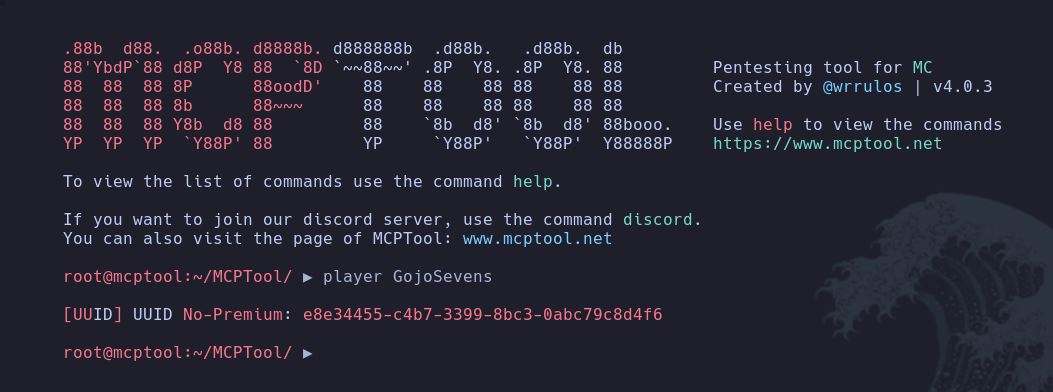 .88b  d88.  .o88b. d8888b. d888888b  .d88b.   .d88b.  db
88'YbdP`88 d8P  Y8 88  `8D `~~88~~' .8P  Y8. .8P  Y8. 88         Pentesting tool for MC
88  88  88 8P      88oodD'    88    88    88 88    88 88         Created by @wrrulos | v4.0.3
88  88  88 8b      88~~~      88    88    88 88    88 88
88  88  88 Y8b  d8 88         88    `8b  d8' `8b  d8' 88booo.    Use help to view the commands
YP  YP  YP  `Y88P' 88         YP     `Y88P'   `Y88P'  Y88888P    https://www.mcptool.net
To view the list of commands use the command help.
If you want to join our discord server, use the command discord.
You can also visit the page of MCPTool: www.mcptool.net
root@mcptool:~/MCPTool/ ▶ player GojoSevens
[UUID] UUID No-Premium: e8e34455-c4b7-3399-8bc3-0abc79c8d4f6
root@mcptool:~/MCPTool/ ▶